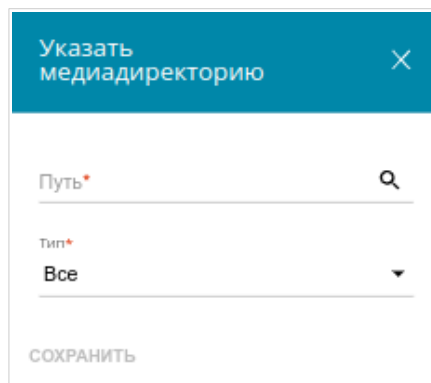 Указать
медиадиректорию
Путь*
Тип*
Все
СОХРАНИТЬ